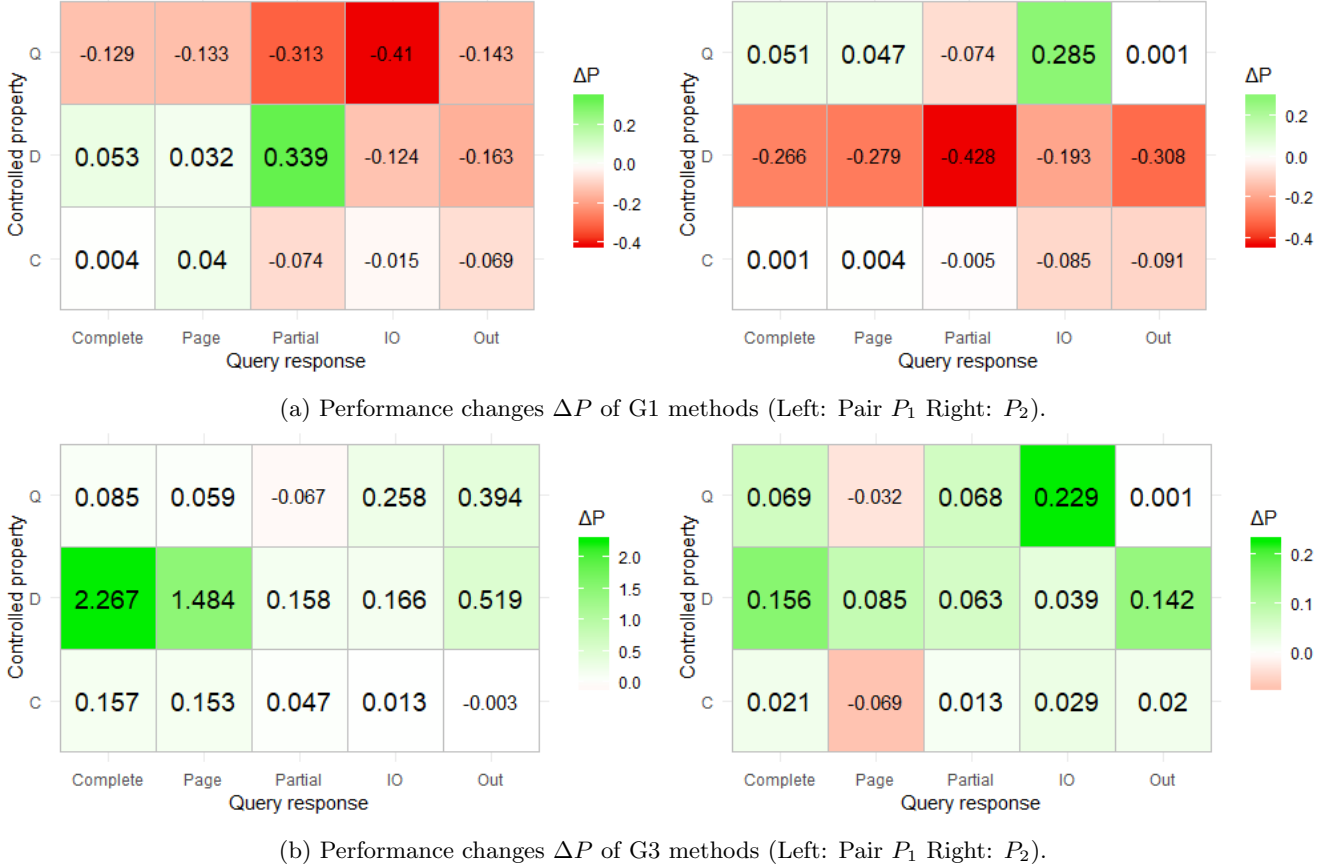 Controlled property
Q -0.129 -0.133 -0.313 -0.41 -0.143
D 0.053 0.032 0.339 -0.124 -0.163
C 0.004 0.04 -0.074 -0.015 -0.069
Complete Page Partial IO Out
Query response
ΔP
0.2
0.0
-0.2
-0.4
Controlled property
Q 0.051 0.047 -0.074 0.285 0.001
D -0.266 -0.279 -0.428 -0.193 -0.308
C 0.001 0.004 -0.005 -0.085 -0.091
Complete Page Partial IO Out
Query response
ΔP
0.2
0.0
-0.2
-0.4
(a) Performance changes ΔP of G1 methods (Left: Pair P₁ Right: P₂).
Controlled property
Q 0.085 0.059 -0.067 0.258 0.394
D 2.267 1.484 0.158 0.166 0.519
C 0.157 0.153 0.047 0.013 -0.003
Complete Page Partial IO Out
Query response
ΔP
2.0
1.5
1.0
0.5
0.0
Controlled property
Q 0.069 -0.032 0.068 0.229 0.001
D 0.156 0.085 0.063 0.039 0.142
C 0.021 -0.069 0.013 0.029 0.02
Complete Page Partial IO Out
Query response
ΔP
0.2
0.1
0.0
(b) Performance changes ΔP of G3 methods (Left: Pair P₁ Right: P₂).